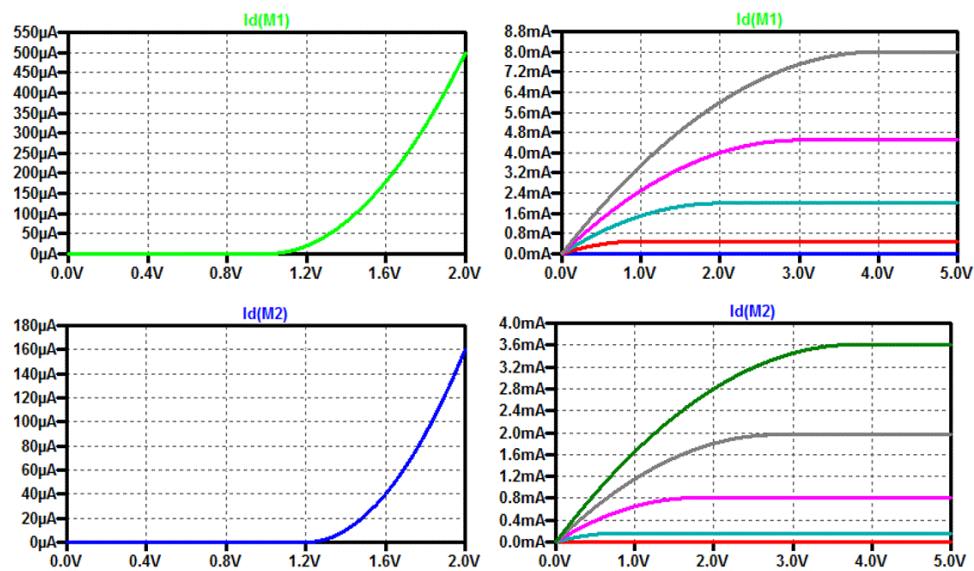 Id(M1)
550µA
500µA
450µA
400µA
350µA
300µA
250µA
200µA
150µA
100µA
50µA
0µA
0.0V 0.4V 0.8V 1.2V 1.6V 2.0V
Id(M1)
8.8mA
8.0mA
7.2mA
6.4mA
5.6mA
4.8mA
4.0mA
3.2mA
2.4mA
1.6mA
0.8mA
0.0mA
0.0V 1.0V 2.0V 3.0V 4.0V 5.0V
Id(M2)
180µA
160µA
140µA
120µA
100µA
80µA
60µA
40µA
20µA
0µA
0.0V 0.4V 0.8V 1.2V 1.6V 2.0V
Id(M2)
4.0mA
3.6mA
3.2mA
2.8mA
2.4mA
2.0mA
1.6mA
1.2mA
0.8mA
0.4mA
0.0mA
0.0V 1.0V 2.0V 3.0V 4.0V 5.0V